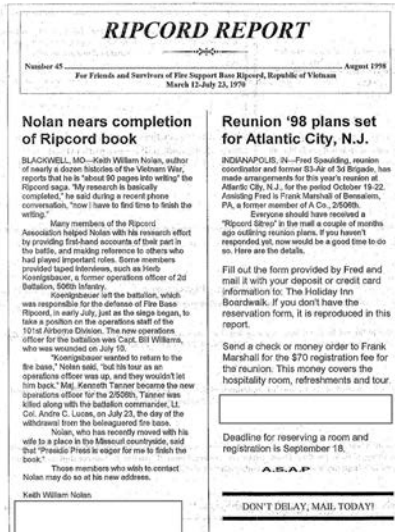 RIPCORD REPORT
Number 45
August 1998
For Friends and Survivors of Fire Support Base Ripcord, Republic of Vietnam
March 12-July 23, 1970
Nolan nears completion
of Ripcord book
BLACKWELL, MO—Keith William Nolan, author
of nearly a dozen histories of the Vietnam War,
reports that he is "about 90 pages into writing" the
Ripcord saga. "My research is basically
completed," he said during a recent phone
conversation, "now I have to find time to finish the
writing."
Many members of the Ripcord
Association helped Nolan with his research effort
by providing first-hand accounts of their part in
the battle, and making reference to others who
had played important roles. Some members
provided taped interviews, such as Herb
Koenigsbauer, a former operations officer of 2d
Battalion, 506th Infantry.
Koenigsbauer left the battalion, which
was responsible for the defense of Fire Base
Ripcord, in early July, just as the siege began, to
take a position on the operations staff of the
101st Airborne Division. The new operations
officer for the battalion was Capt. Bill Williams,
who was wounded on July 10.
"Koenigsbauer wanted to return to the
fire base," Nolan said, "but his tour as an
operations officer was up, and they wouldn't let
him back." Maj. Kenneth Tanner became the new
operations officer for the 2/506th. Tanner was
killed along with the battalion commander, Lt.
Col. Andre C. Lucas, on July 23, the day of the
withdrawal from the beleaguered fire base.
Nolan, who has recently moved with his
wife to a place in the Missouri countryside, said
that "Presidio Press is eager for me to finish the
book."
Those members who wish to contact
Nolan may do so at his new address.
Keith William Nolan
Reunion '98 plans set
for Atlantic City, N.J.
INDIANAPOLIS, IN—Fred Spaulding, reunion
coordinator and former S3-Air of 3d Brigade, has
made arrangements for this year's reunion at
Atlantic City, N.J., for the period October 19-22.
Assisting Fred is Frank Marshall of Bensalem,
PA, a former member of A Co., 2/506th.
Everyone should have received a
"Ripcord Sitrep" in the mail a couple of months
ago outlining reunion plans. If you haven't
responded yet, now would be a good time to do
so. Here are the details.
Fill out the form provided by Fred and
mail it with your deposit or credit card
information to: The Holiday Inn
Boardwalk. If you don't have the
reservation form, it is reproduced in this
report.
Send a check or money order to Frank
Marshall for the $70 registration fee for
the reunion. This money covers the
hospitality room, refreshments and tour.
Deadline for reserving a room and
registration is September 18.
A.S.A.P
DON'T DELAY, MAIL TODAY!